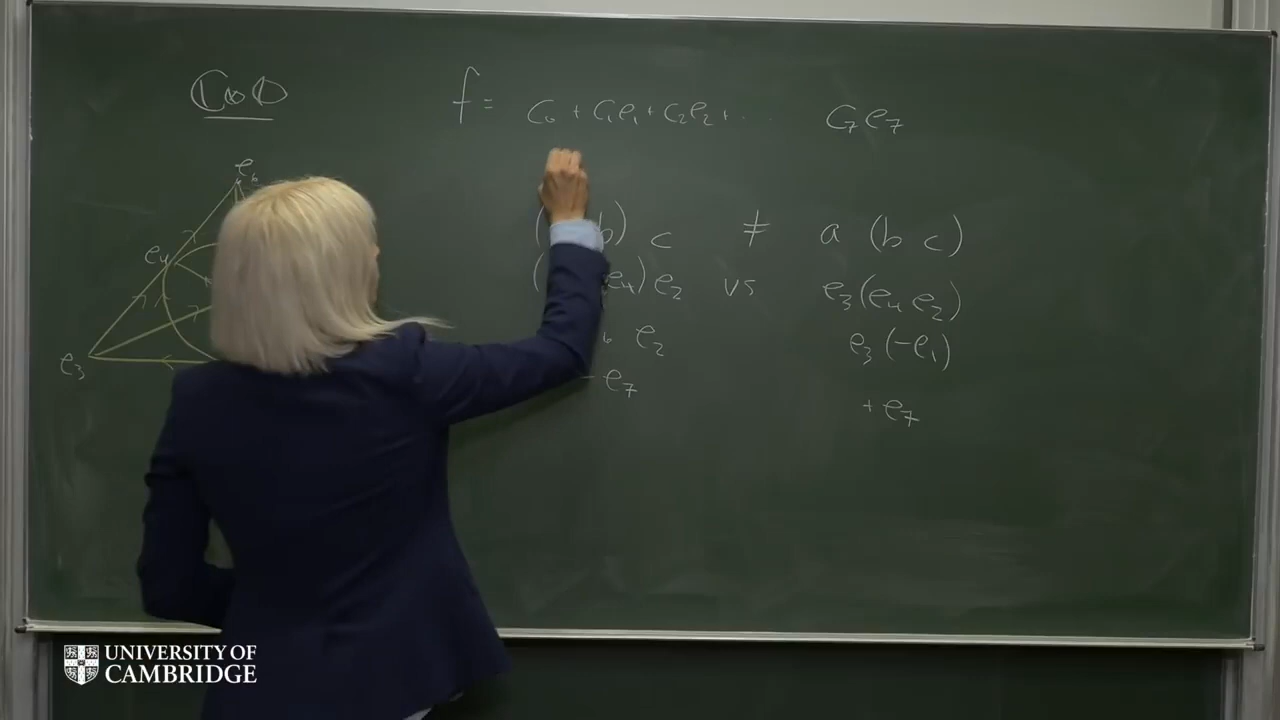 C⊗O
f = c₀ + c₁e₁ + c₂e₂ + ... c₇e₇
e₆
b) c ≠ a (b c)
e₄
e₄) e₂ vs e₃(e₄ e₂)
e₂ e₃(-e₁)
e₃
- e₇
+ e₇
UNIVERSITY OF
CAMBRIDGE